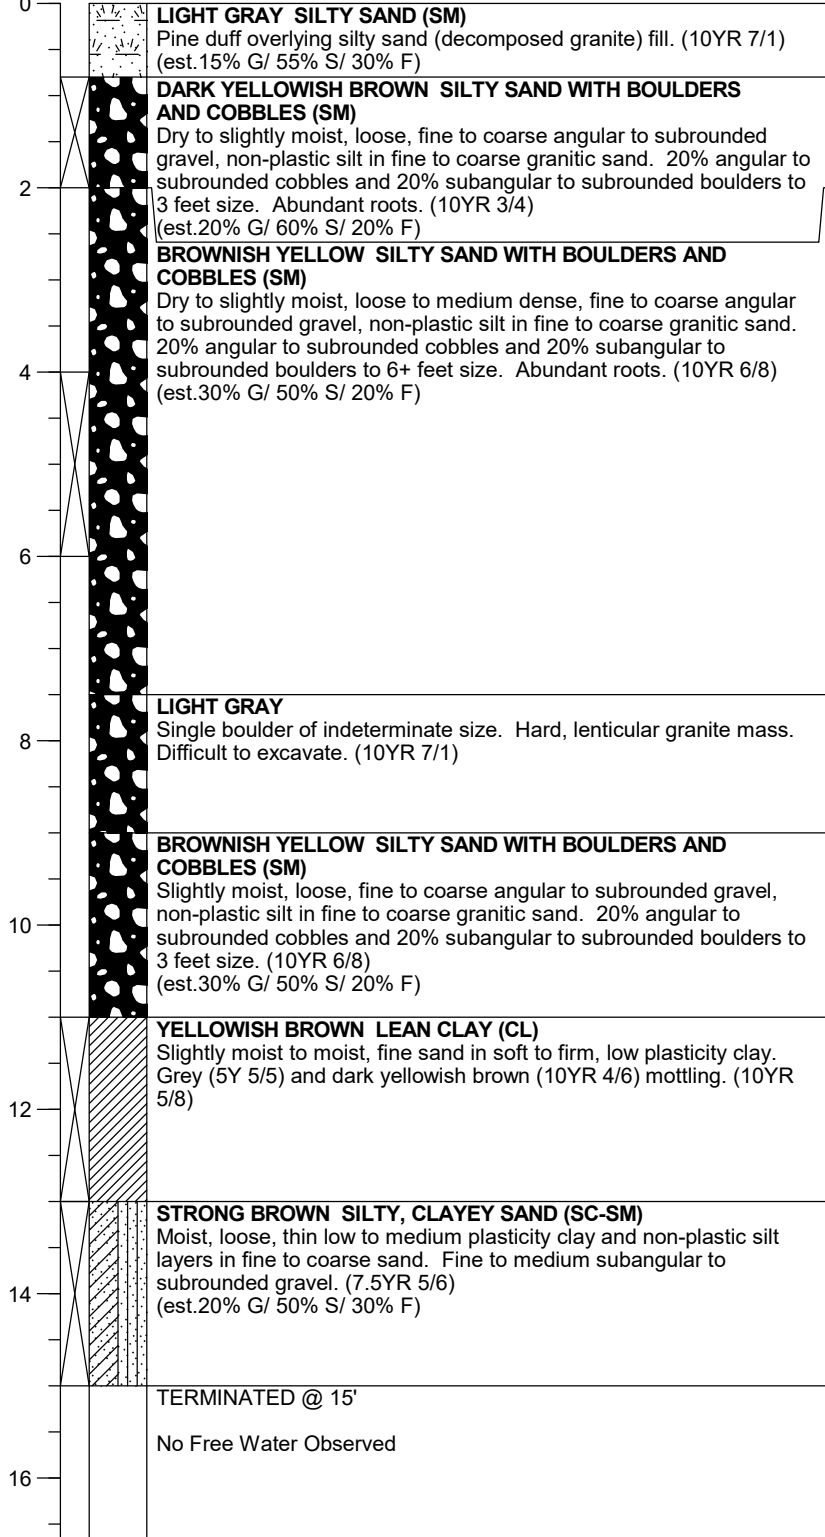 0
LIGHT GRAY  SILTY SAND (SM)
Pine duff overlying silty sand (decomposed granite) fill. (10YR 7/1)
(est.15% G/ 55% S/ 30% F)
DARK YELLOWISH BROWN  SILTY SAND WITH BOULDERS
AND COBBLES (SM)
Dry to slightly moist, loose, fine to coarse angular to subrounded
gravel, non-plastic silt in fine to coarse granitic sand.  20% angular to
2
subrounded cobbles and 20% subangular to subrounded boulders to
3 feet size.  Abundant roots. (10YR 3/4)
(est.20% G/ 60% S/ 20% F)
BROWNISH YELLOW  SILTY SAND WITH BOULDERS AND
COBBLES (SM)
Dry to slightly moist, loose to medium dense, fine to coarse angular
to subrounded gravel, non-plastic silt in fine to coarse granitic sand.
20% angular to subrounded cobbles and 20% subangular to
4
subrounded boulders to 6+ feet size.  Abundant roots. (10YR 6/8)
(est.30% G/ 50% S/ 20% F)
6
LIGHT GRAY
Single boulder of indeterminate size.  Hard, lenticular granite mass.
8
Difficult to excavate. (10YR 7/1)
BROWNISH YELLOW  SILTY SAND WITH BOULDERS AND
COBBLES (SM)
Slightly moist, loose, fine to coarse angular to subrounded gravel,
non-plastic silt in fine to coarse granitic sand.  20% angular to
10
subrounded cobbles and 20% subangular to subrounded boulders to
3 feet size. (10YR 6/8)
(est.30% G/ 50% S/ 20% F)
YELLOWISH BROWN  LEAN CLAY (CL)
Slightly moist to moist, fine sand in soft to firm, low plasticity clay.
Grey (5Y 5/5) and dark yellowish brown (10YR 4/6) mottling. (10YR
5/8)
12
STRONG BROWN  SILTY, CLAYEY SAND (SC-SM)
Moist, loose, thin low to medium plasticity clay and non-plastic silt
layers in fine to coarse sand.  Fine to medium subangular to
subrounded gravel. (7.5YR 5/6)
14
(est.20% G/ 50% S/ 30% F)
TERMINATED @ 15'
No Free Water Observed
16